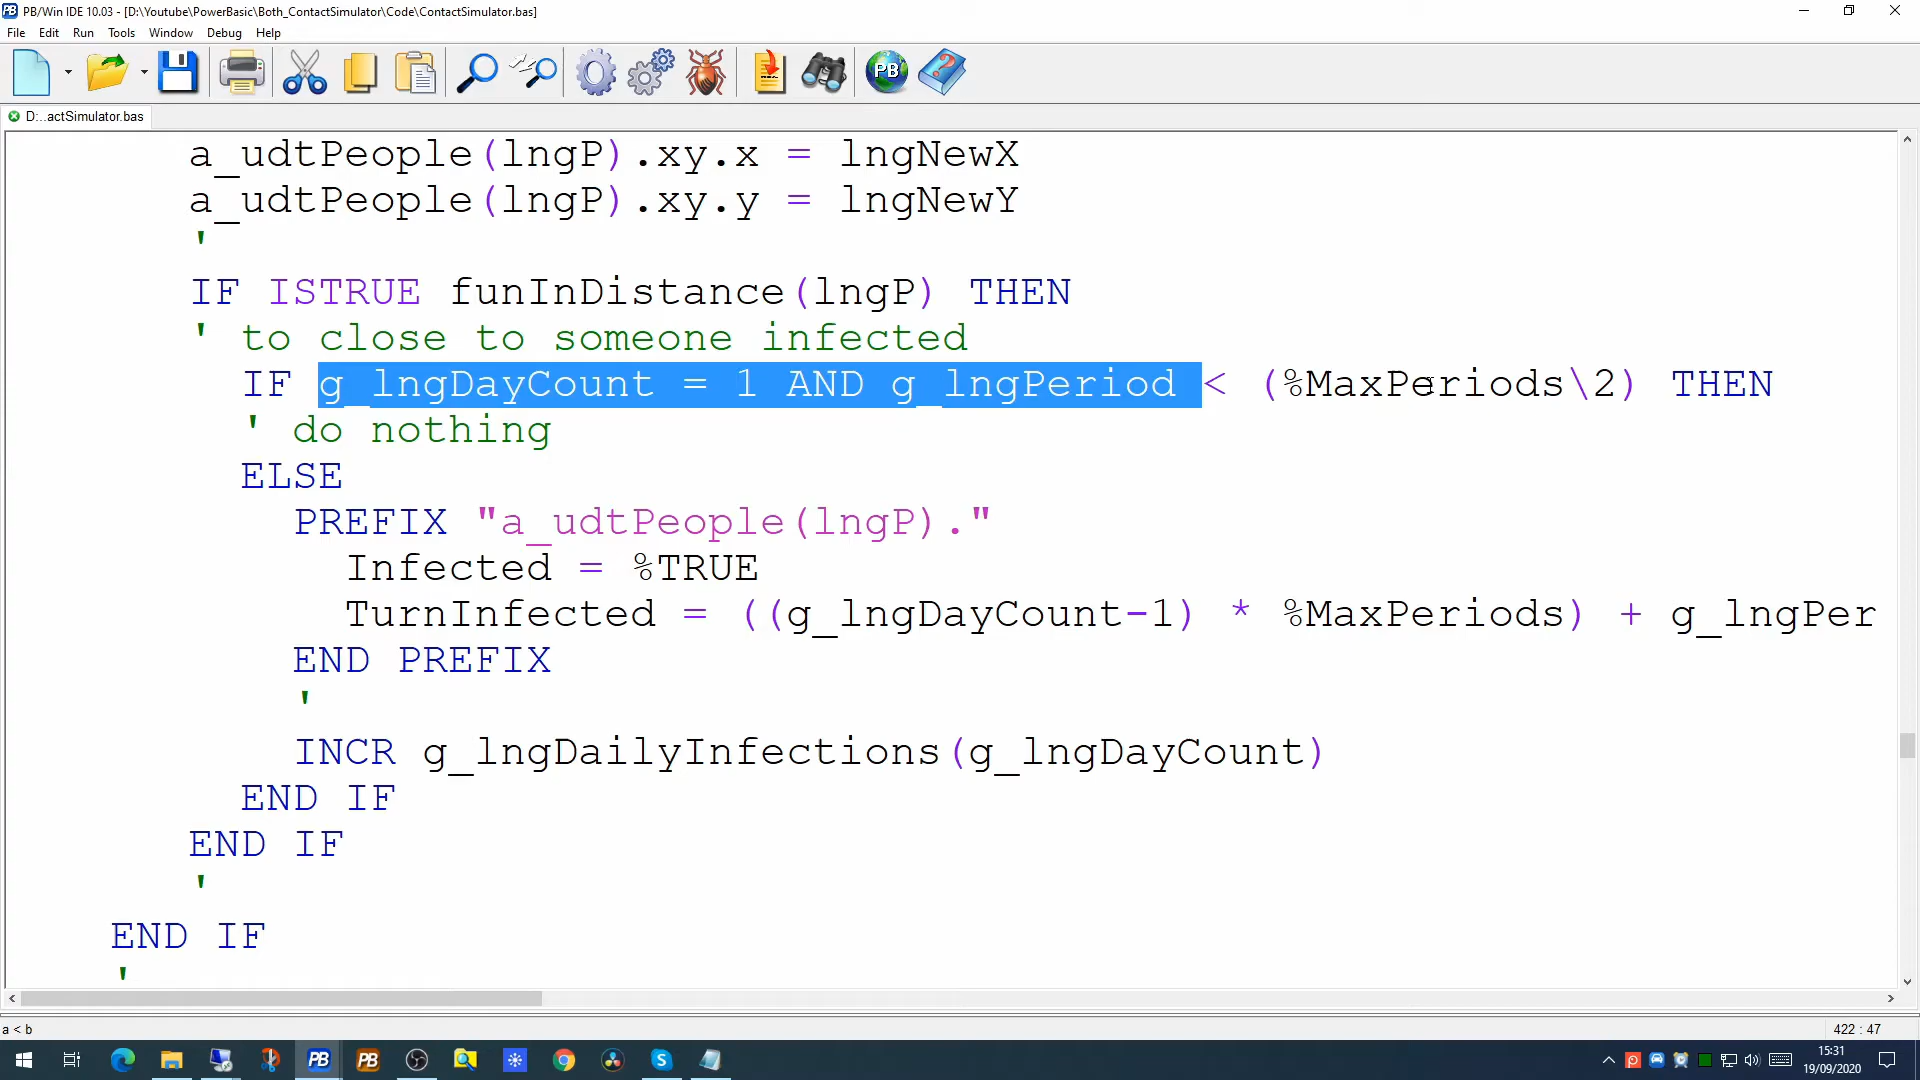 PB/Win IDE 10.03 - [D:\Youtube\PowerBasic\Both_ContactSimulator\Code\ContactSimulator.bas]
File Edit Run Tools Window Debug Help
D:..actSimulator.bas
a_udtPeople(lngP).xy.x = lngNewX
a_udtPeople(lngP).xy.y = lngNewY
'
IF ISTRUE funInDistance(lngP) THEN
' to close to someone infected
IF g_lngDayCount = 1 AND g_lngPeriod < (%MaxPeriods\2) THEN
' do nothing
ELSE
PREFIX "a_udtPeople(lngP)."
Infected = %TRUE
TurnInfected = ((g_lngDayCount-1) * %MaxPeriods) + g_lngPer
END PREFIX
'
INCR g_lngDailyInfections(g_lngDayCount)
END IF
END IF
'
END IF
'
a < b
422 : 47
15:31
19/09/2020